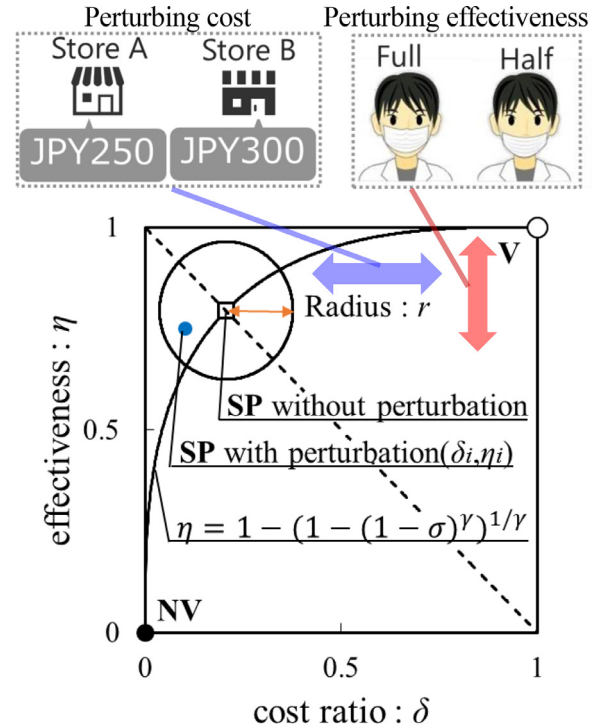 Perturbing cost
Perturbing effectiveness
Store A
Store B
JPY250
JPY300
Full
Half
1
V
Radius : r
SP without perturbation
0.5
SP with perturbation(δᵢ,ηᵢ)
η = 1 − (1 − (1 − σ)^γ)^1/γ
NV
0
0
0.5
1
effectiveness : η
cost ratio : δ